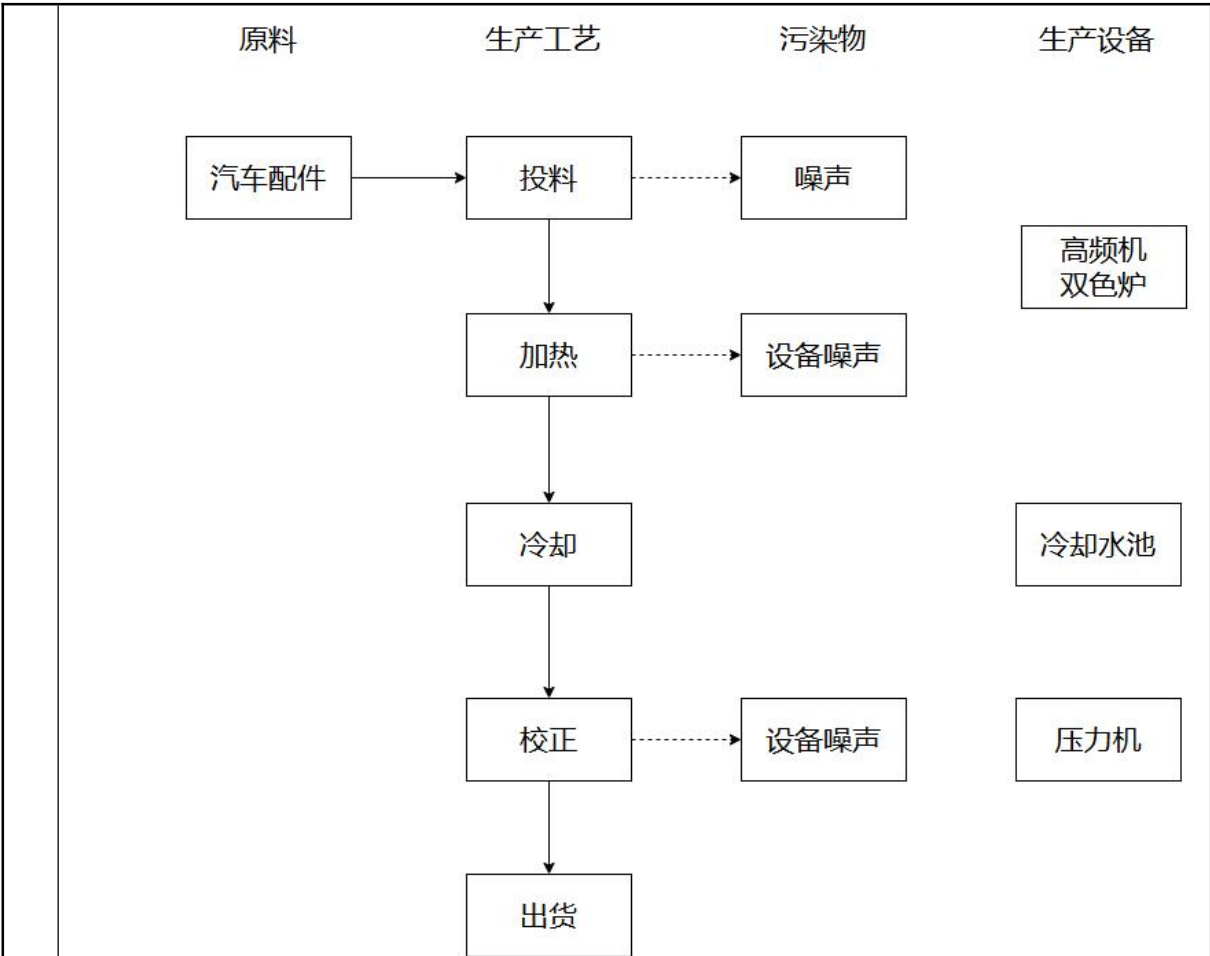 原料 生产工艺 污染物 生产设备
汽车配件 投料 噪声
高频机
双色炉
加热 设备噪声
冷却 冷却水池
校正 设备噪声 压力机
出货